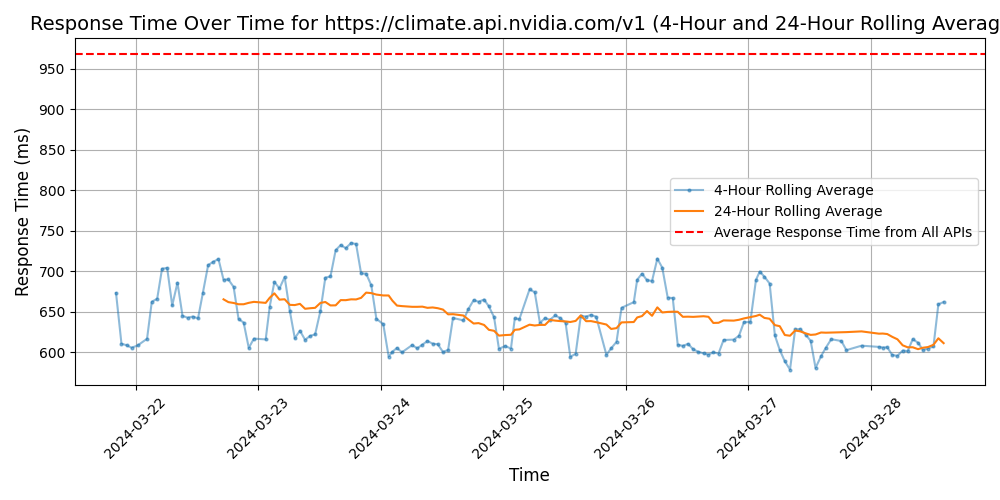 Response Time Over Time for https://climate.api.nvidia.com/v1 (4-Hour and 24-Hour Rolling Averag
Response Time (ms)
950
900
850
800
750
700
650
600
4-Hour Rolling Average
24-Hour Rolling Average
Average Response Time from All APIs
2024-03-22
2024-03-23
2024-03-24
2024-03-25
2024-03-26
2024-03-27
2024-03-28
Time